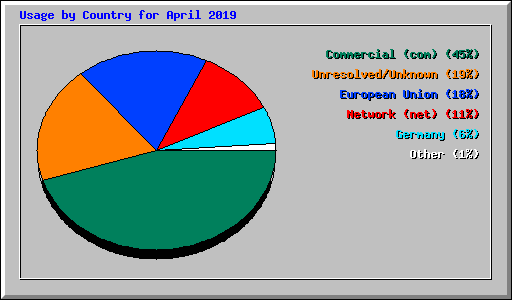 Usage by Country for April 2019
Commercial (com) (45%)
Unresolved/Unknown (19%)
European Union (18%)
Network (net) (11%)
Germany (6%)
Other (1%)